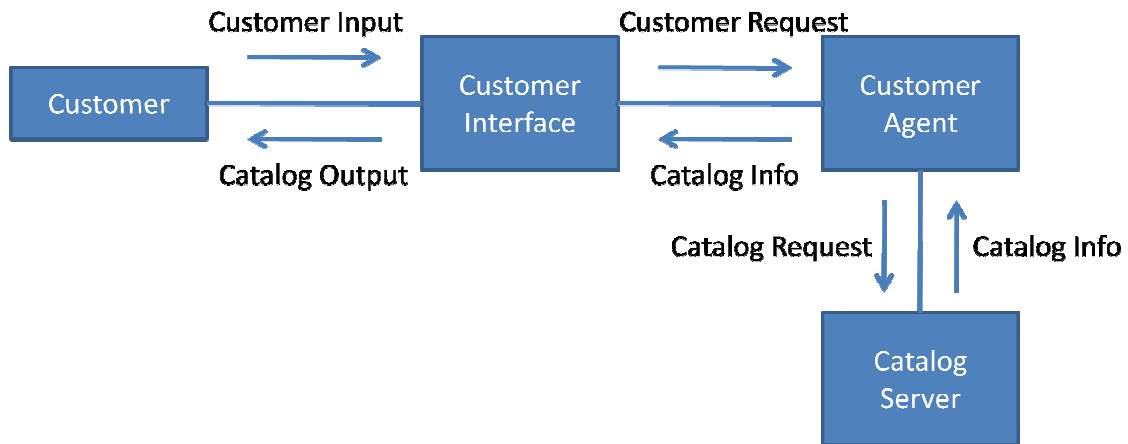 Customer Input
Customer Request
Customer
Customer
Interface
Customer
Agent
Catalog Output
Catalog Info
Catalog Request
Catalog Info
Catalog
Server